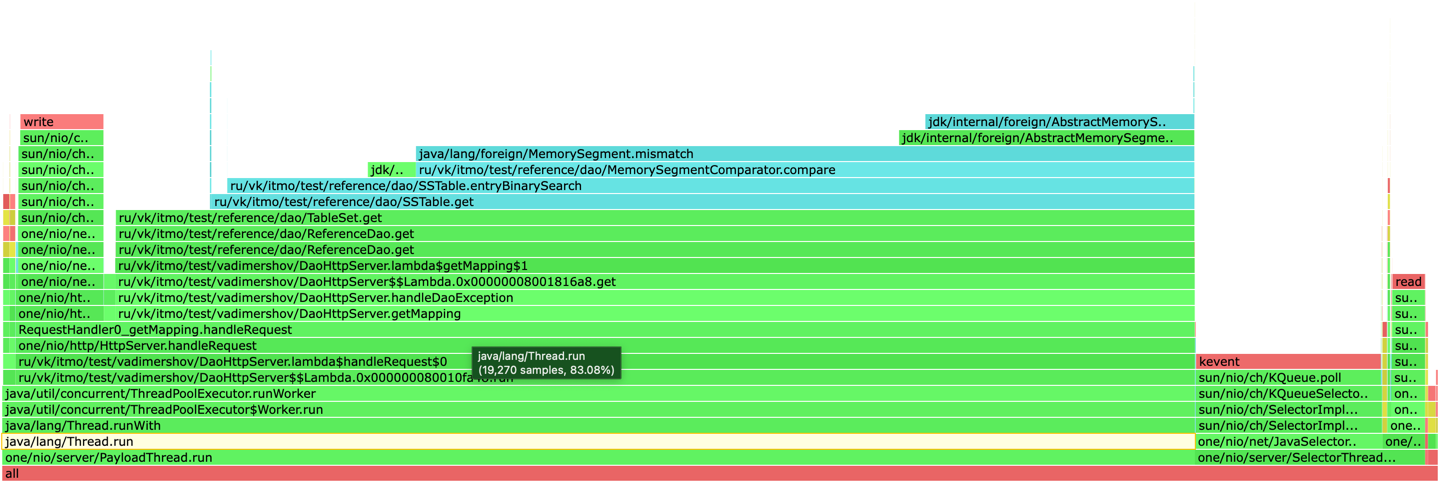 write jdk/internal/foreign/AbstractMemoryS..
sun/nio/c.. jdk/internal/foreign/AbstractMemorySegme..
sun/nio/ch.. java/lang/foreign/MemorySegment.mismatch
sun/nio/ch.. jdk/.. ru/vk/itmo/test/reference/dao/MemorySegmentComparator.compare
sun/nio/ch.. ru/vk/itmo/test/reference/dao/SSTable.entryBinarySearch
sun/nio/ch.. ru/vk/itmo/test/reference/dao/SSTable.get
sun/nio/ch.. ru/vk/itmo/test/reference/dao/TableSet.get
one/nio/ne.. ru/vk/itmo/test/reference/dao/ReferenceDao.get
one/nio/ne.. ru/vk/itmo/test/reference/dao/ReferenceDao.get
one/nio/ne.. ru/vk/itmo/test/vadimershov/DaoHttpServer.lambda$getMapping$1
one/nio/ne.. ru/vk/itmo/test/vadimershov/DaoHttpServer$$Lambda.0x00000008001816a8.get read
one/nio/ht.. ru/vk/itmo/test/vadimershov/DaoHttpServer.handleDaoException su..
one/nio/ht.. ru/vk/itmo/test/vadimershov/DaoHttpServer.getMapping su..
RequestHandler0_getMapping.handleRequest su..
one/nio/http/HttpServer.handleRequest su..
ru/vk/itmo/test/vadimershov/DaoHttpServer.lambda$handleRequest$0 kevent su..
java/lang/Thread.run
(19,270 samples, 83.08%)
sun/nio/ch/KQueue.poll su..
java/util/concurrent/ThreadPoolExecutor.runWorker sun/nio/ch/KQueueSelecto.. on..
java/util/concurrent/ThreadPoolExecutor$Worker.run sun/nio/ch/SelectorImpl... on..
java/lang/Thread.runWith sun/nio/ch/SelectorImpl... one..
java/lang/Thread.run one/nio/net/JavaSelector.. one/..
one/nio/server/PayloadThread.run one/nio/server/SelectorThread...
all